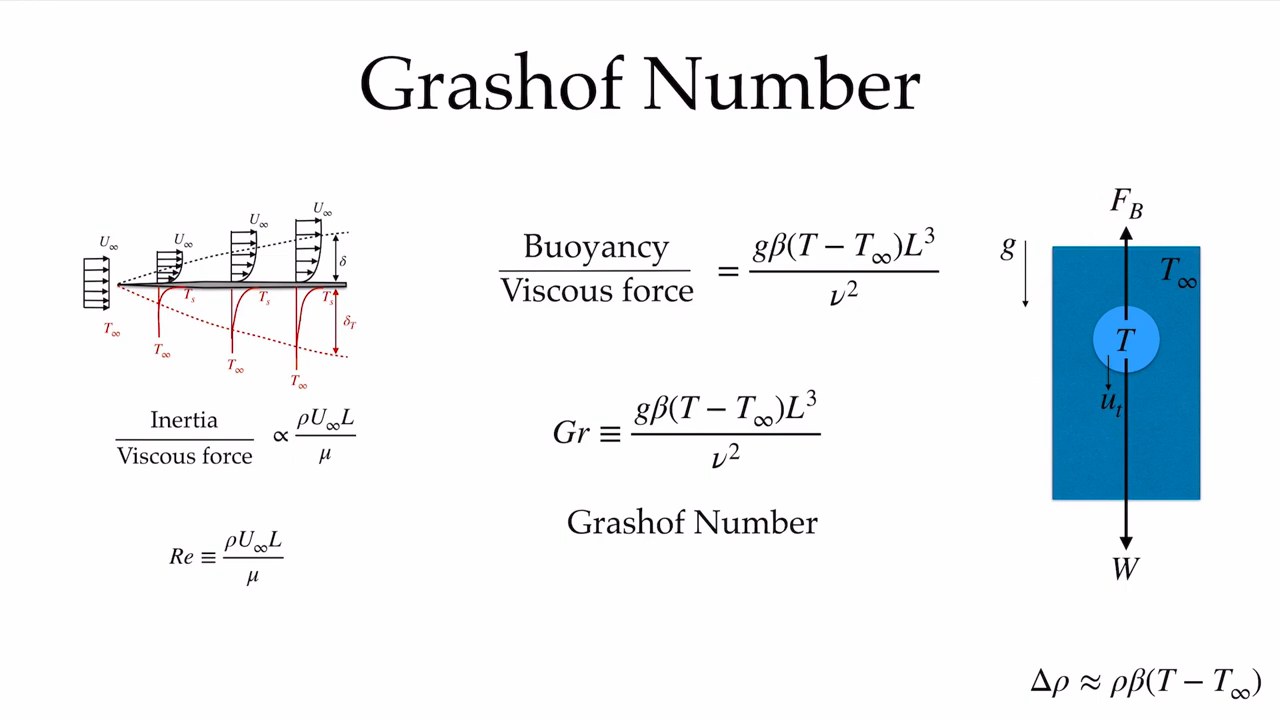 Grashof Number
U∞
U∞
U∞
U∞
δ
Ts
Ts
Ts
T∞
T∞
T∞
T∞
δT
Inertia / Viscous force ∝ ρU∞L / μ
Re ≡ ρU∞L / μ
Buoyancy / Viscous force = gβ(T − T∞)L³ / ν²
Gr ≡ gβ(T − T∞)L³ / ν²
Grashof Number
FB
g
T∞
T
ut
W
Δρ ≈ ρβ(T − T∞)